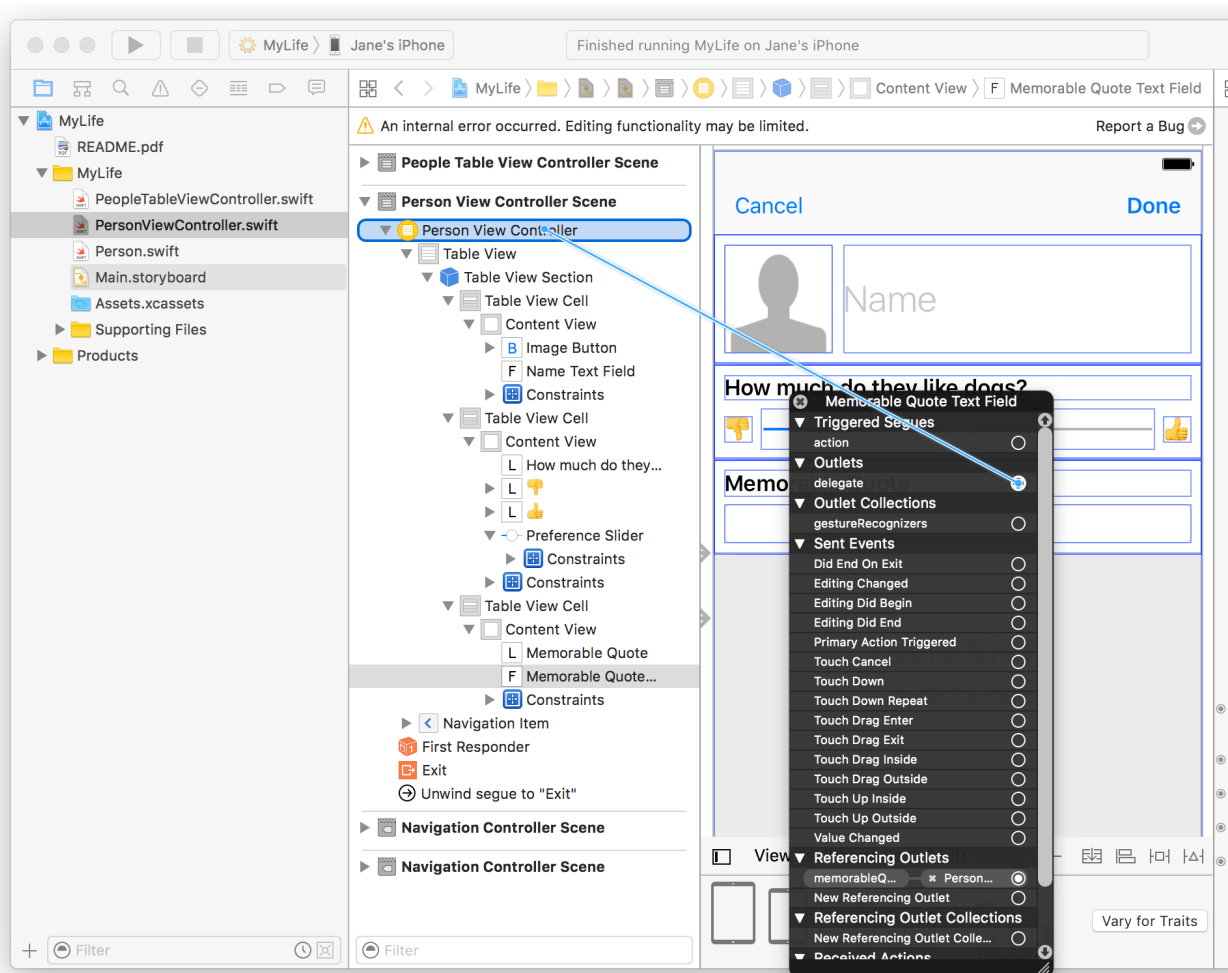 MyLife
Jane's iPhone
Finished running MyLife on Jane's iPhone
MyLife
Content View
F
Memorable Quote Text Field
An internal error occurred. Editing functionality may be limited.
Report a Bug
MyLife
README.pdf
MyLife
PeopleTableViewController.swift
PersonViewController.swift
Person.swift
Main.storyboard
Assets.xcassets
Supporting Files
Products
Filter
People Table View Controller Scene
Person View Controller Scene
Person View Controller
Table View
Table View Section
Table View Cell
Content View
B Image Button
F Name Text Field
Constraints
Table View Cell
Content View
L How much do they...
L 👎
L 👍
Preference Slider
Constraints
Constraints
Table View Cell
Content View
L Memorable Quote
F Memorable Quote...
Constraints
Navigation Item
First Responder
Exit
Unwind segue to "Exit"
Navigation Controller Scene
Navigation Controller Scene
Filter
Cancel
Done
Name
How much do they like dogs?
Memorable Quote
View
Vary for Traits
Memorable Quote Text Field
Triggered Segues
action
Outlets
delegate
Outlet Collections
gestureRecognizers
Sent Events
Did End On Exit
Editing Changed
Editing Did Begin
Editing Did End
Primary Action Triggered
Touch Cancel
Touch Down
Touch Down Repeat
Touch Drag Enter
Touch Drag Exit
Touch Drag Inside
Touch Drag Outside
Touch Up Inside
Touch Up Outside
Value Changed
Referencing Outlets
memorableQ... Person...
New Referencing Outlet
Referencing Outlet Collections
New Referencing Outlet Colle...
Received Actions